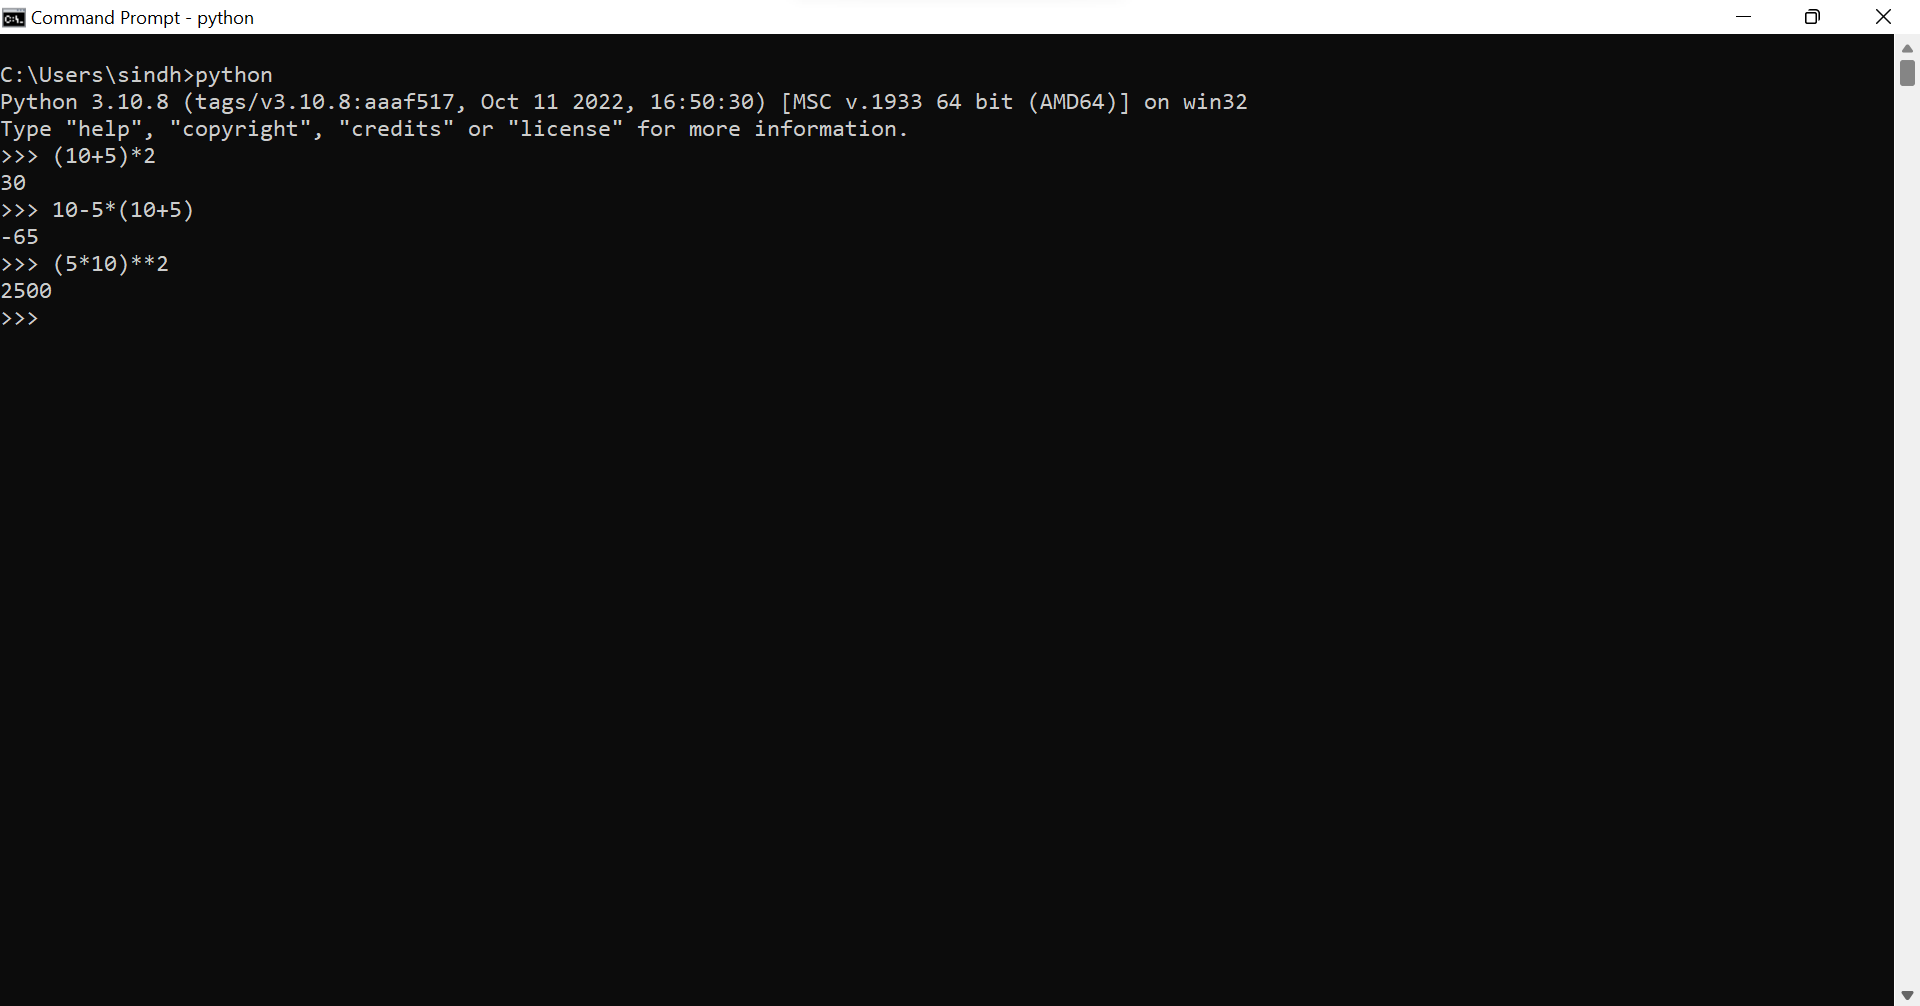 Command Prompt - python
C:\Users\sindh>python
Python 3.10.8 (tags/v3.10.8:aaaf517, Oct 11 2022, 16:50:30) [MSC v.1933 64 bit (AMD64)] on win32
Type "help", "copyright", "credits" or "license" for more information.
>>> (10+5)*2
30
>>> 10-5*(10+5)
-65
>>> (5*10)**2
2500
>>>